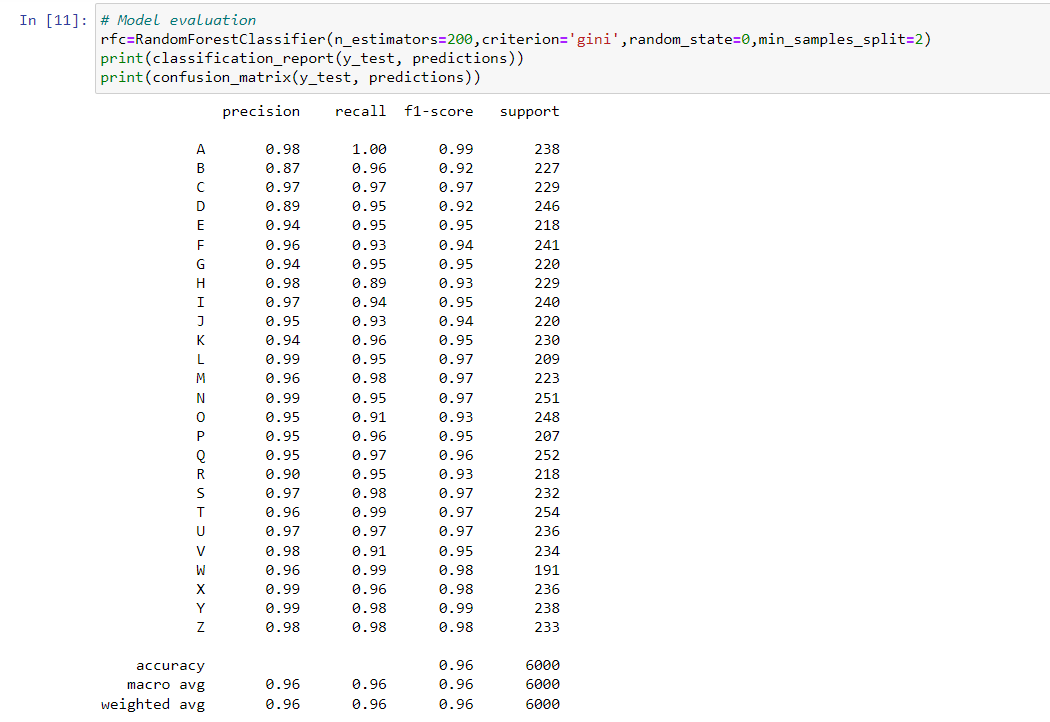 In [11]: # Model evaluation
rfc=RandomForestClassifier(n_estimators=200,criterion='gini',random_state=0,min_samples_split=2)
print(classification_report(y_test, predictions))
print(confusion_matrix(y_test, predictions))
precision recall f1-score support
A 0.98 1.00 0.99 238
B 0.87 0.96 0.92 227
C 0.97 0.97 0.97 229
D 0.89 0.95 0.92 246
E 0.94 0.95 0.95 218
F 0.96 0.93 0.94 241
G 0.94 0.95 0.95 220
H 0.98 0.89 0.93 229
I 0.97 0.94 0.95 240
J 0.95 0.93 0.94 220
K 0.94 0.96 0.95 230
L 0.99 0.95 0.97 209
M 0.96 0.98 0.97 223
N 0.99 0.95 0.97 251
O 0.95 0.91 0.93 248
P 0.95 0.96 0.95 207
Q 0.95 0.97 0.96 252
R 0.90 0.95 0.93 218
S 0.97 0.98 0.97 232
T 0.96 0.99 0.97 254
U 0.97 0.97 0.97 236
V 0.98 0.91 0.95 234
W 0.96 0.99 0.98 191
X 0.99 0.96 0.98 236
Y 0.99 0.98 0.99 238
Z 0.98 0.98 0.98 233
accuracy 0.96 6000
macro avg 0.96 0.96 0.96 6000
weighted avg 0.96 0.96 0.96 6000